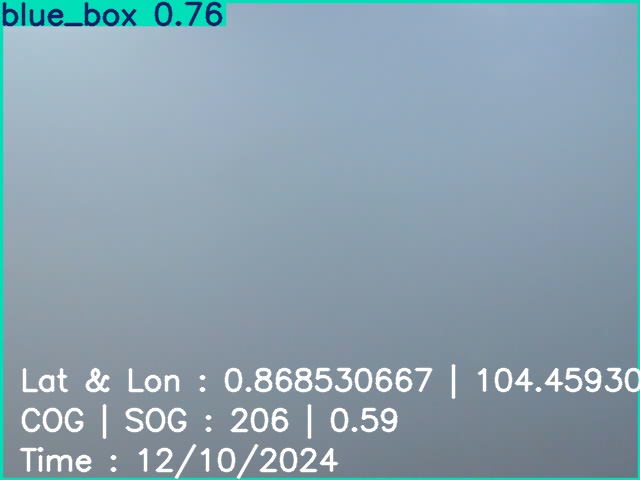 blue_box 0.76
Lat & Lon : 0.868530667 | 104.45930
COG | SOG : 206 | 0.59
Time : 12/10/2024